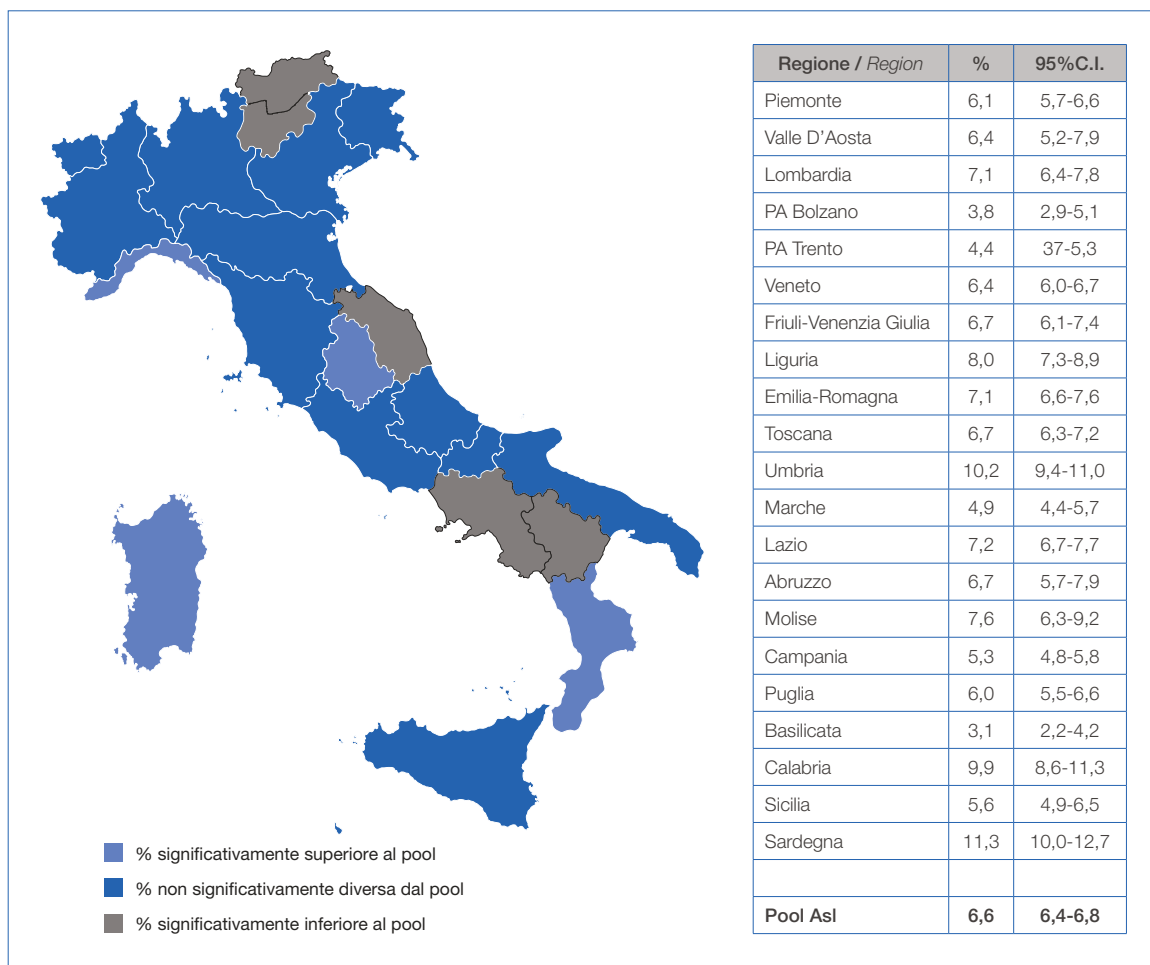 Regione / Region % 95%C.I.
Piemonte 6,1 5,7-6,6
Valle D'Aosta 6,4 5,2-7,9
Lombardia 7,1 6,4-7,8
PA Bolzano 3,8 2,9-5,1
PA Trento 4,4 37-5,3
Veneto 6,4 6,0-6,7
Friuli-Venenzia Giulia 6,7 6,1-7,4
Liguria 8,0 7,3-8,9
Emilia-Romagna 7,1 6,6-7,6
Toscana 6,7 6,3-7,2
Umbria 10,2 9,4-11,0
Marche 4,9 4,4-5,7
Lazio 7,2 6,7-7,7
Abruzzo 6,7 5,7-7,9
Molise 7,6 6,3-9,2
Campania 5,3 4,8-5,8
Puglia 6,0 5,5-6,6
Basilicata 3,1 2,2-4,2
Calabria 9,9 8,6-11,3
Sicilia 5,6 4,9-6,5
Sardegna 11,3 10,0-12,7
Pool Asl 6,6 6,4-6,8
% significativamente superiore al pool
% non significativamente diversa dal pool
% significativamente inferiore al pool